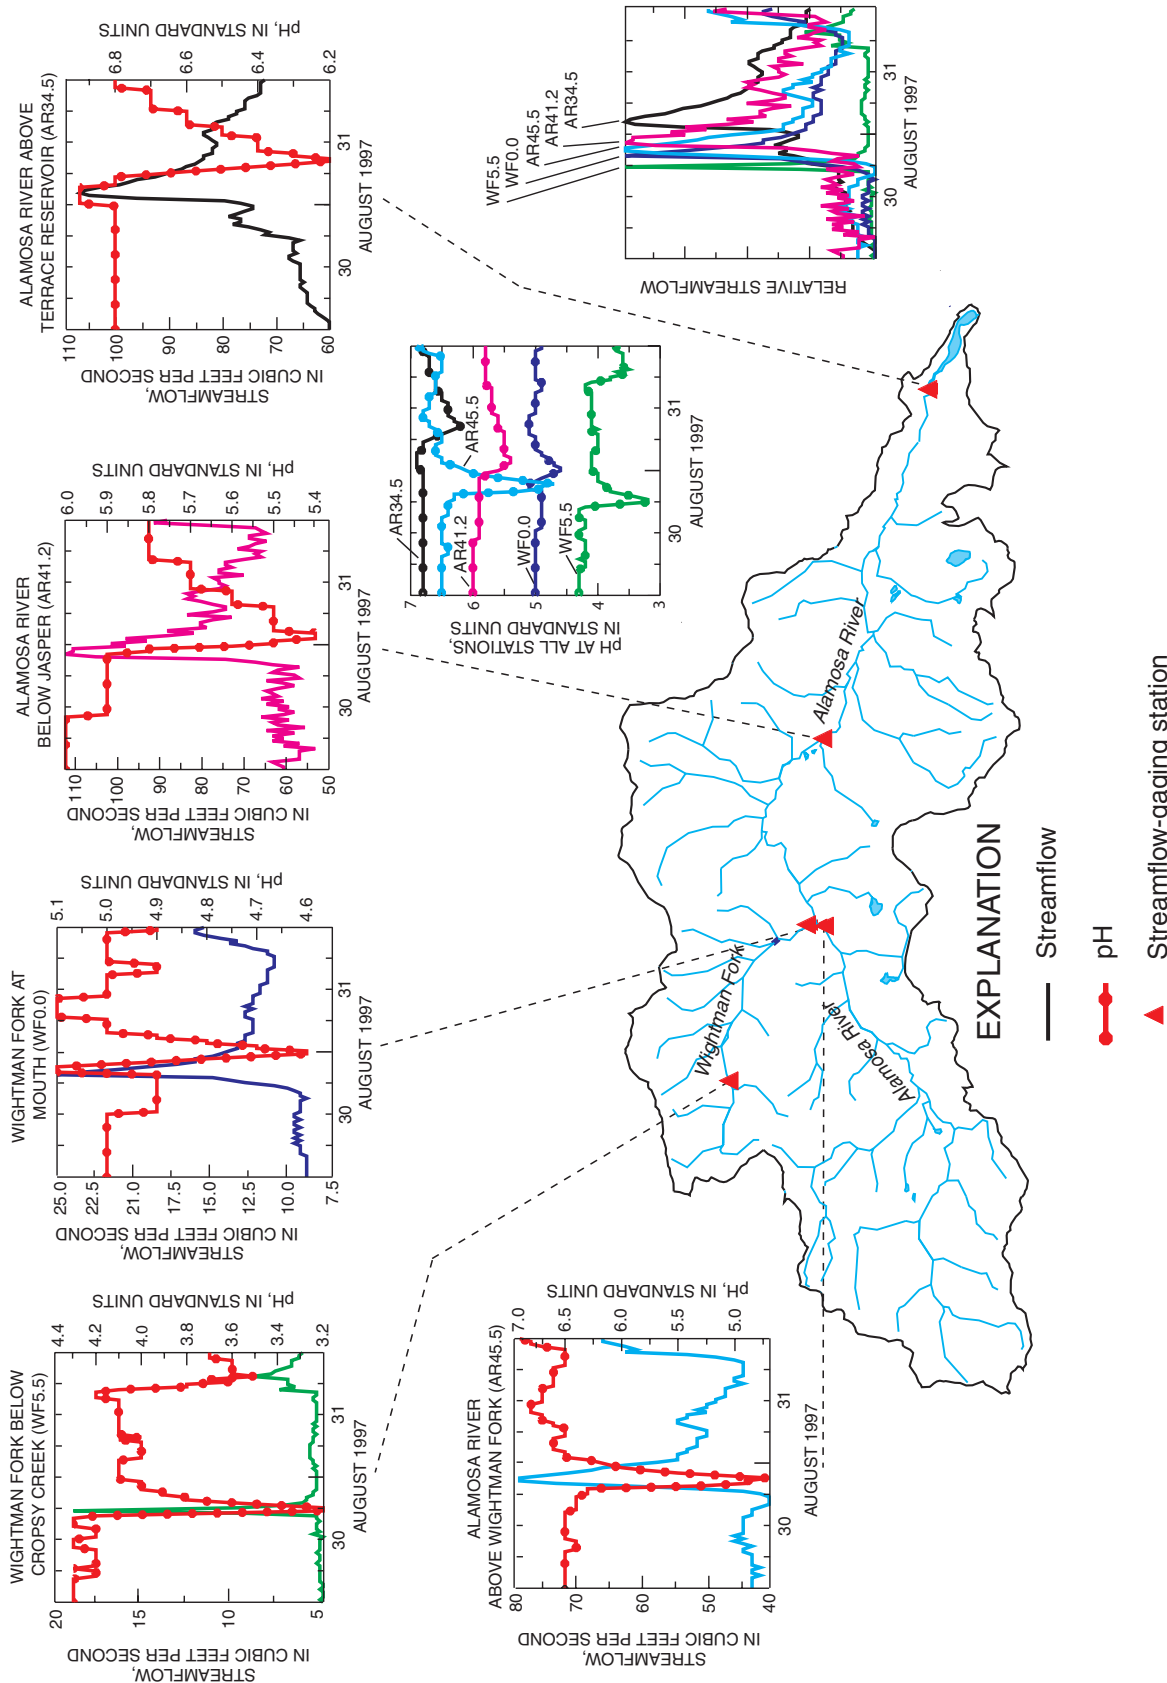 WIGHTMAN FORK BELOW
CROPSY CREEK (WF5.5)
STREAMFLOW,
IN CUBIC FEET PER SECOND
20
15
10
5
pH, IN STANDARD UNITS
4.4
4.2
4.0
3.8
3.6
3.4
3.2
30
31
AUGUST 1997
WIGHTMAN FORK AT
MOUTH (WF0.0)
STREAMFLOW,
IN CUBIC FEET PER SECOND
25.0
22.5
21.0
17.5
15.0
12.5
10.0
7.5
pH, IN STANDARD UNITS
5.1
5.0
4.9
4.8
4.7
4.6
30
31
AUGUST 1997
ALAMOSA RIVER
BELOW JASPER (AR41.2)
STREAMFLOW,
IN CUBIC FEET PER SECOND
110
100
90
80
70
60
50
pH, IN STANDARD UNITS
6.0
5.9
5.8
5.7
5.6
5.5
5.4
30
31
AUGUST 1997
ALAMOSA RIVER ABOVE
TERRACE RESERVOIR (AR34.5)
STREAMFLOW,
IN CUBIC FEET PER SECOND
110
100
90
80
70
60
pH, IN STANDARD UNITS
6.8
6.6
6.4
6.2
30
31
AUGUST 1997
pH AT ALL STATIONS,
IN STANDARD UNITS
7
6
5
4
3
AR34.5
AR45.5
AR41.2
WF0.0
WF5.5
30
31
AUGUST 1997
RELATIVE STREAMFLOW
WF5.5
WF0.0
AR45.5
AR41.2
AR34.5
30
31
AUGUST 1997
ALAMOSA RIVER
ABOVE WIGHTMAN FORK (AR45.5)
STREAMFLOW,
IN CUBIC FEET PER SECOND
80
70
60
50
40
pH, IN STANDARD UNITS
7.0
6.5
6.0
5.5
5.0
30
31
AUGUST 1997
Wightman Fork
Alamosa River
Alamosa River
EXPLANATION
Streamflow
pH
Streamflow-gaging station